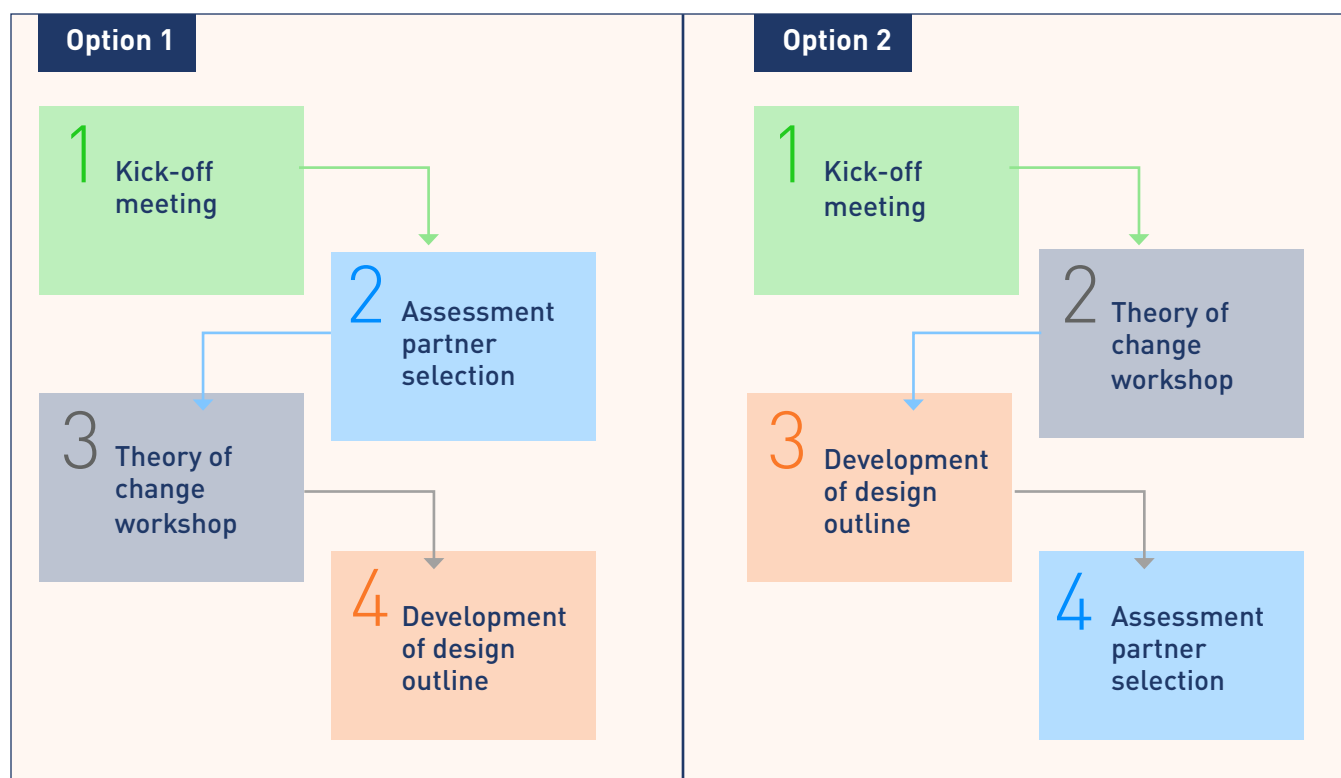 Option 1
1
Kick-off
meeting
2
Assessment
partner
selection
3
Theory of
change
workshop
4
Development
of design
outline
Option 2
1
Kick-off
meeting
2
Theory of
change
workshop
3
Development
of design
outline
4
Assessment
partner
selection